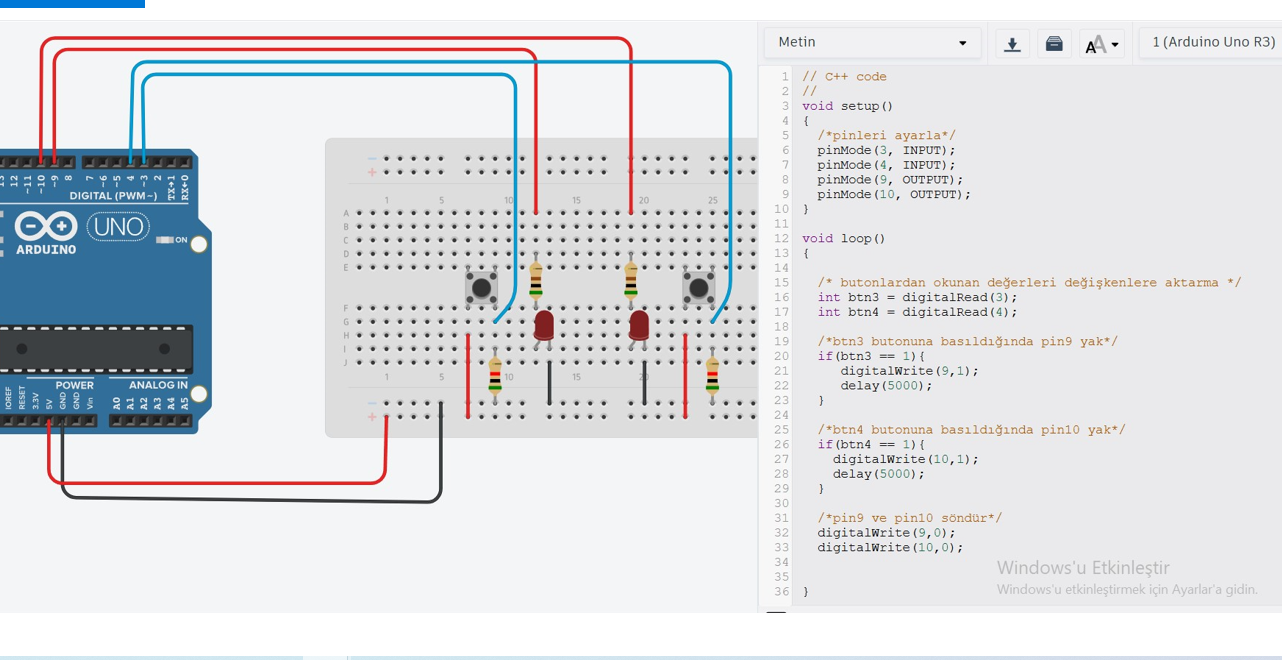 Metin
1 (Arduino Uno R3)
13
12
~11
~10
~9
8
7
~6
~5
4
~3
2
TX→1
RX←0
DIGITAL (PWM~)
UNO
ARDUINO
ON
IOREF
RESET
3.3V
5V
GND
GND
Vin
POWER
ANALOG IN
A0
A1
A2
A3
A4
A5
1 5 10 15 20 25
A
B
C
D
E
F
G
H
I
J
1 5 10 15 20
1 // C++ code
2 //
3 void setup()
4 {
5 /*pinleri ayarla*/
6 pinMode(3, INPUT);
7 pinMode(4, INPUT);
8 pinMode(9, OUTPUT);
9 pinMode(10, OUTPUT);
10 }
11
12 void loop()
13 {
14
15 /* butonlardan okunan değerleri değişkenlere aktarma */
16 int btn3 = digitalRead(3);
17 int btn4 = digitalRead(4);
18
19 /*btn3 butonuna basıldığında pin9 yak*/
20 if(btn3 == 1){
21 digitalWrite(9,1);
22 delay(5000);
23 }
24
25 /*btn4 butonuna basıldığında pin10 yak*/
26 if(btn4 == 1){
27 digitalWrite(10,1);
28 delay(5000);
29 }
30
31 /*pin9 ve pin10 söndür*/
32 digitalWrite(9,0);
33 digitalWrite(10,0);
34
35
36 }
Windows'u Etkinleştir
Windows'u etkinleştirmek için Ayarlar'a gidin.